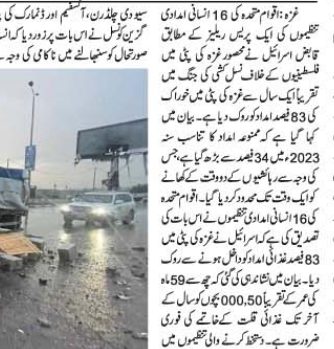 غزہ: اقوام متحدہ کی 16 انسانی امدادی
تنظیموں کی ایک پریس ریلیز کے مطابق
قابض اسرائیل نے محصور غزہ کی پٹی میں
فلسطینیوں کے خلاف نسل کشی کی جنگ میں
تقریباً ایک سال سے غزہ کی پٹی میں خوراک
کی 83 فیصد امداد کو روک دیا ہے۔ بیان میں
کہا گیا ہے کہ ممنوعہ امداد کا تناسب سنہ
2023ء میں 34 فیصد سے بڑھ گیا ہے، جس
کی وجہ سے رہائشیوں کے دو وقت کے کھانے
کو ایک وقت تک محدود کر دیا گیا۔ اقوام متحدہ
کی 16 انسانی امدادی تنظیموں نے اس بات کی
تصدیق کی ہے کہ اسرائیل نے غزہ کی پٹی میں
83 فیصد غذائی امداد کو داخل ہونے سے روک
دیا۔ بیان میں نشاندہی کی گئی کہ چھ سے 59 ماہ
کی عمر کے تقریباً 000,50 بچوں کو سال کے
آخر تک غذائی قلت کے خاتمے کی فوری
ضرورت ہے۔ دستخط کرنے والی تنظیموں میں
سیو دی چلڈرن، آکسفیم اور ڈنمارک کی
گزین کونسل نے اس بات پر زور دیا کہ
صورتحال کو سنبھالنے میں ناکامی کی وجہ